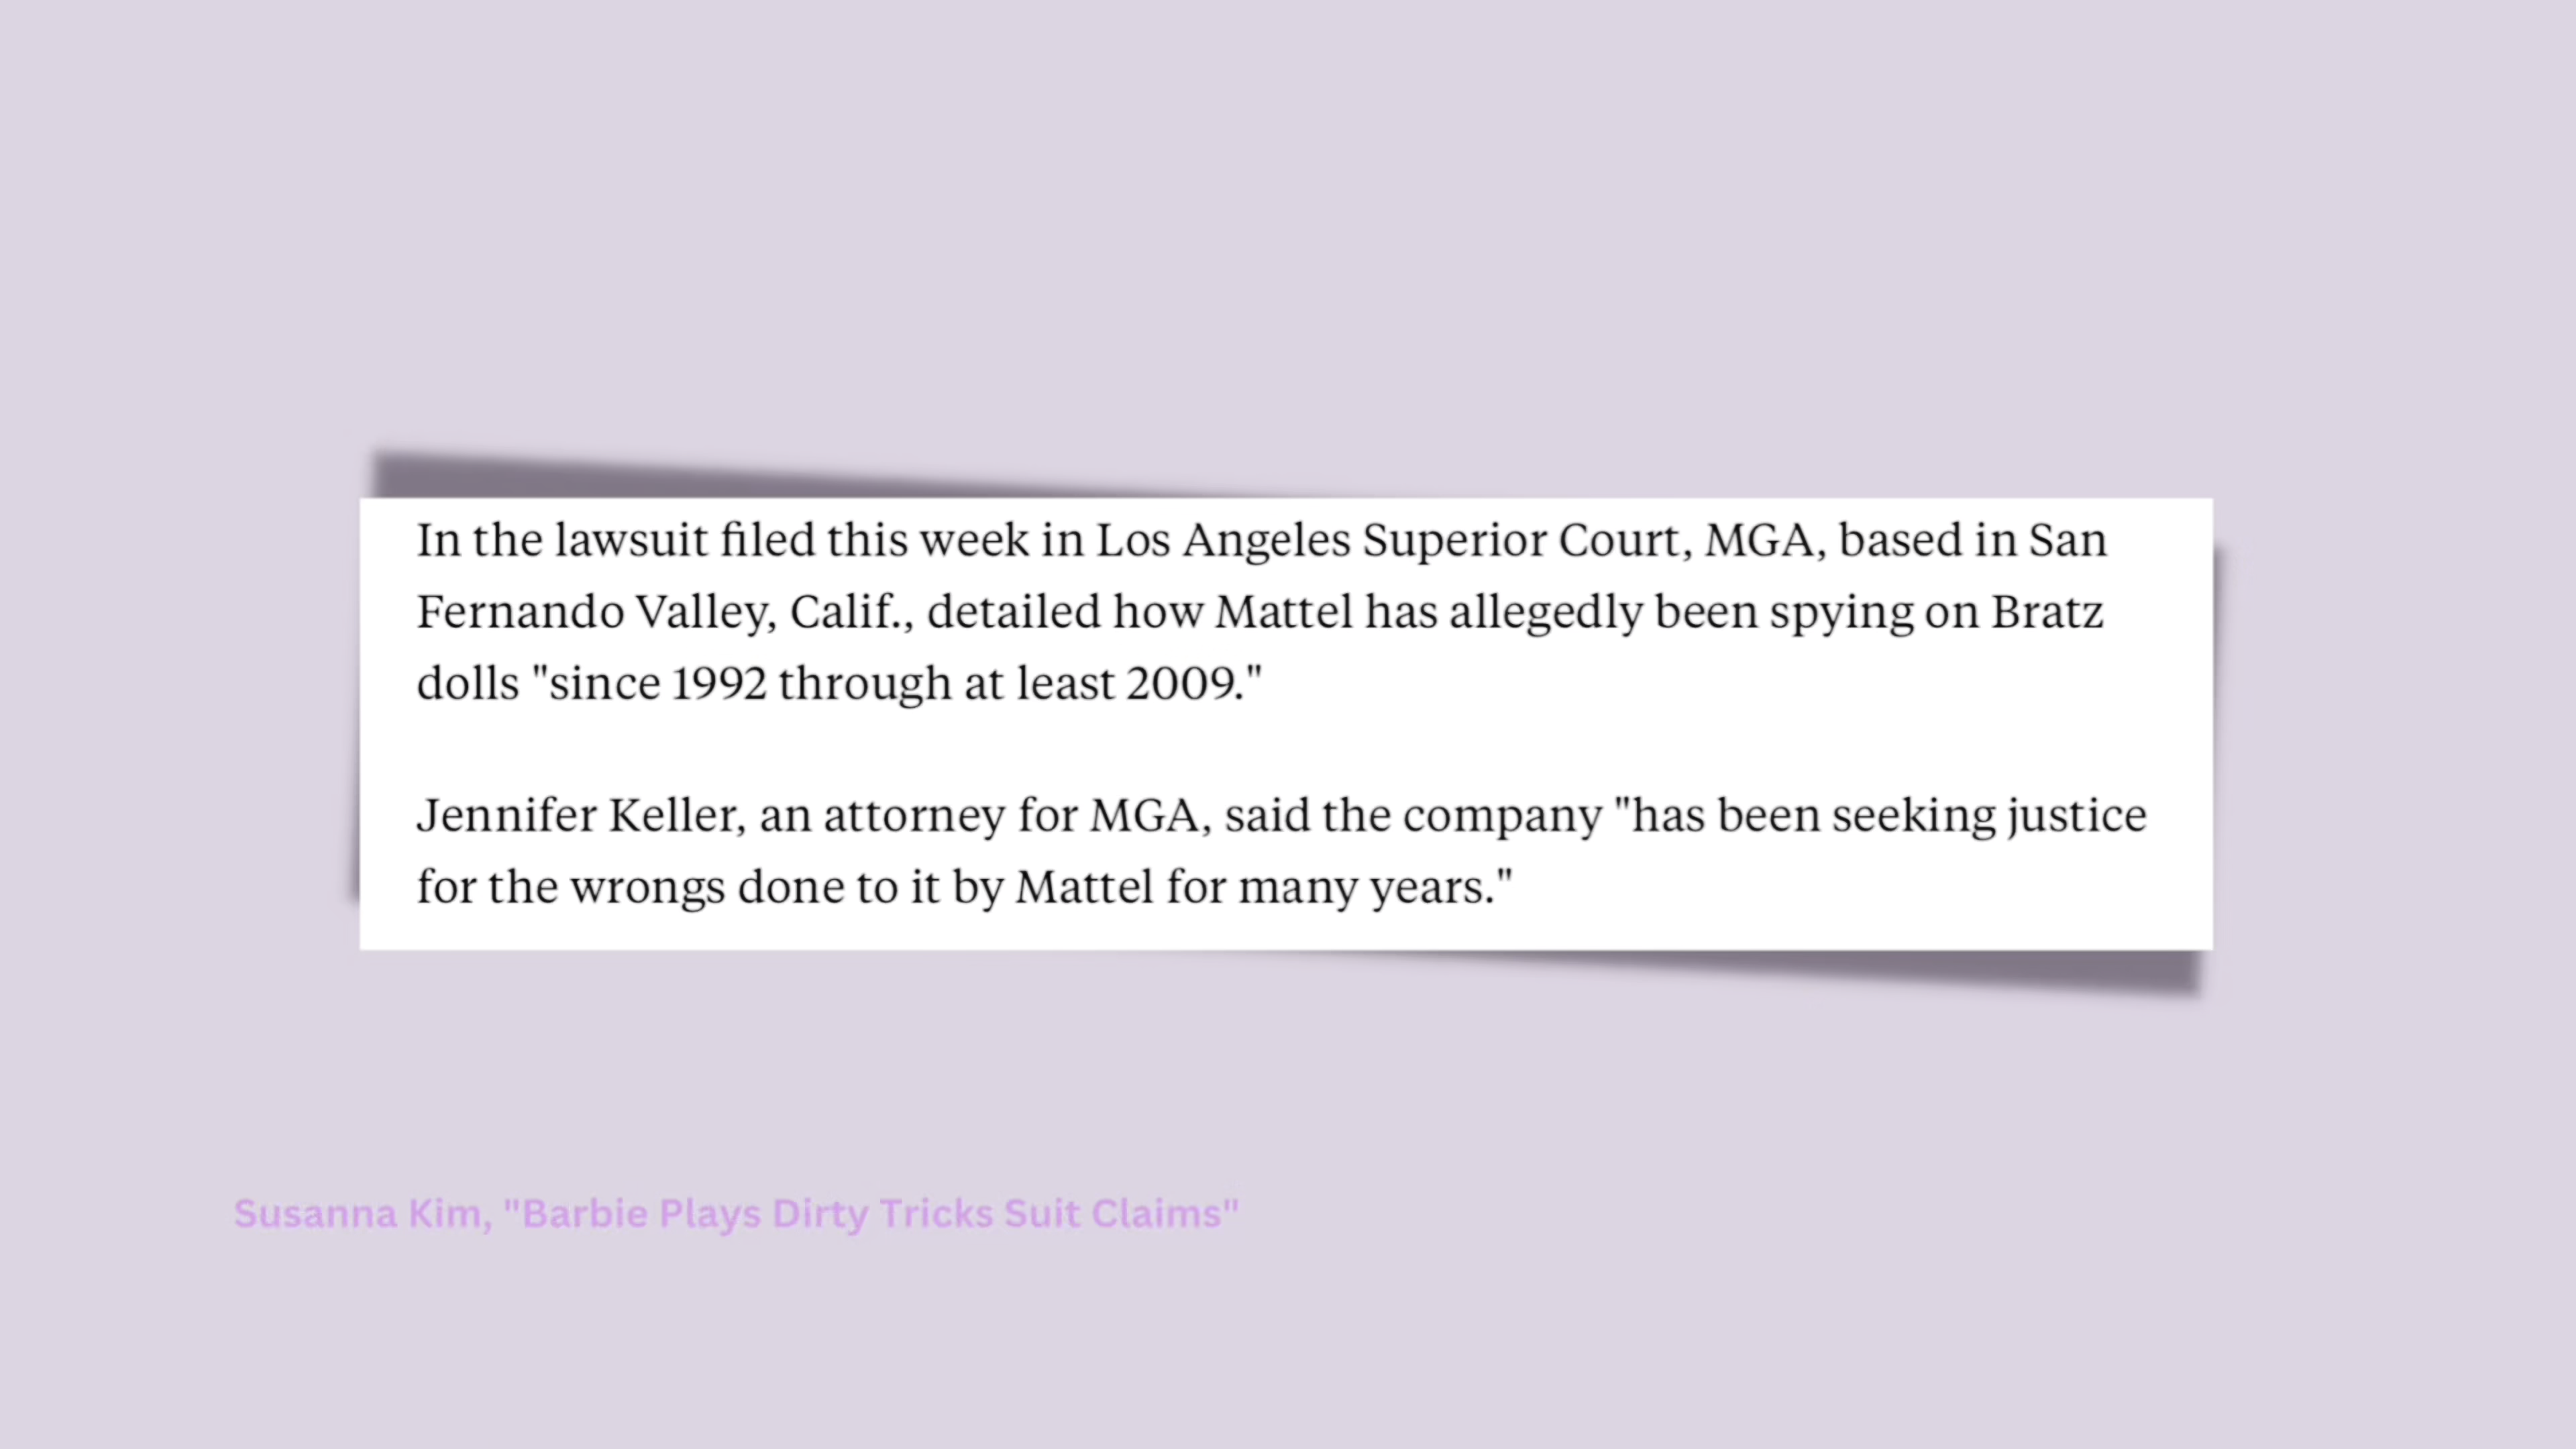 In the lawsuit filed this week in Los Angeles Superior Court, MGA, based in San
Fernando Valley, Calif., detailed how Mattel has allegedly been spying on Bratz
dolls "since 1992 through at least 2009."
Jennifer Keller, an attorney for MGA, said the company "has been seeking justice
for the wrongs done to it by Mattel for many years."
Susanna Kim, "Barbie Plays Dirty Tricks Suit Claims"